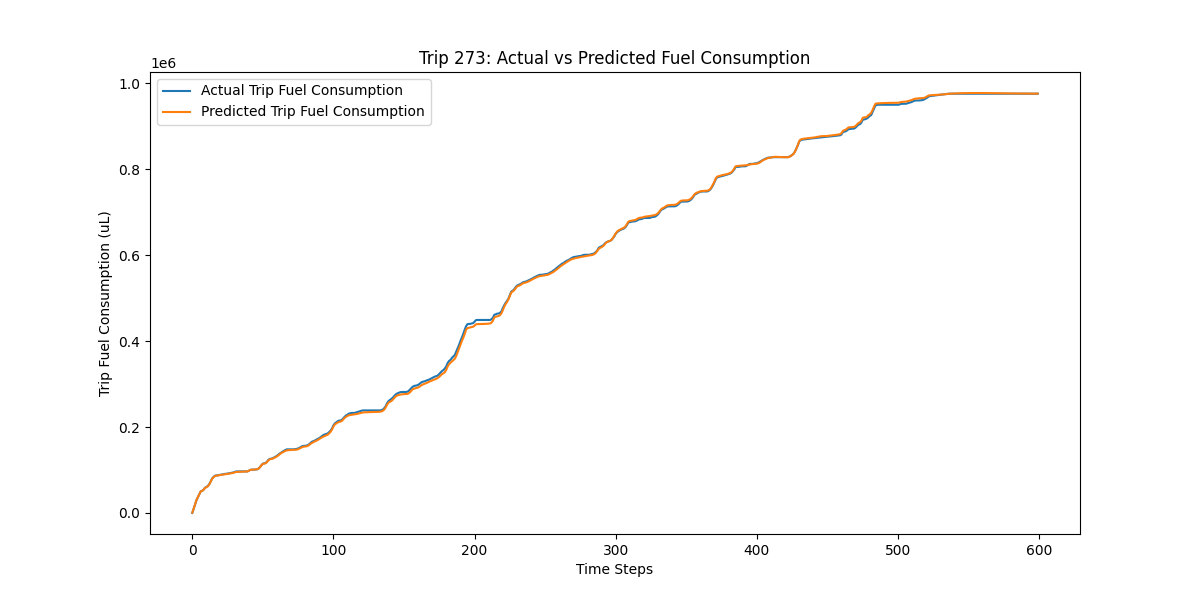 Trip 273: Actual vs Predicted Fuel Consumption
1e6
Actual Trip Fuel Consumption
Predicted Trip Fuel Consumption
1.0
0.8
0.6
0.4
0.2
0.0
Trip Fuel Consumption (uL)
0 100 200 300 400 500 600
Time Steps